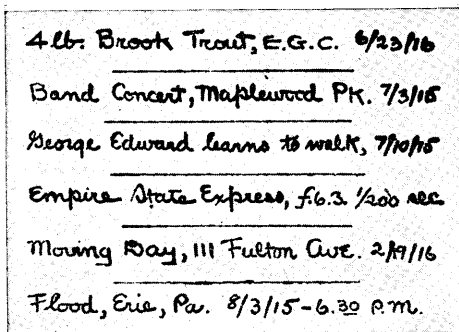 4 lb. Brook Trout, E.G.C. 6/23/16
Band Concert, Maplewood Pk. 7/3/15
George Edward learns to walk, 7/10/15
Empire State Express, f.6.3. 1/200 sec.
Moving Day, 111 Fulton Ave. 2/19/16
Flood, Erie, Pa. 8/3/15-6.30 P.M.